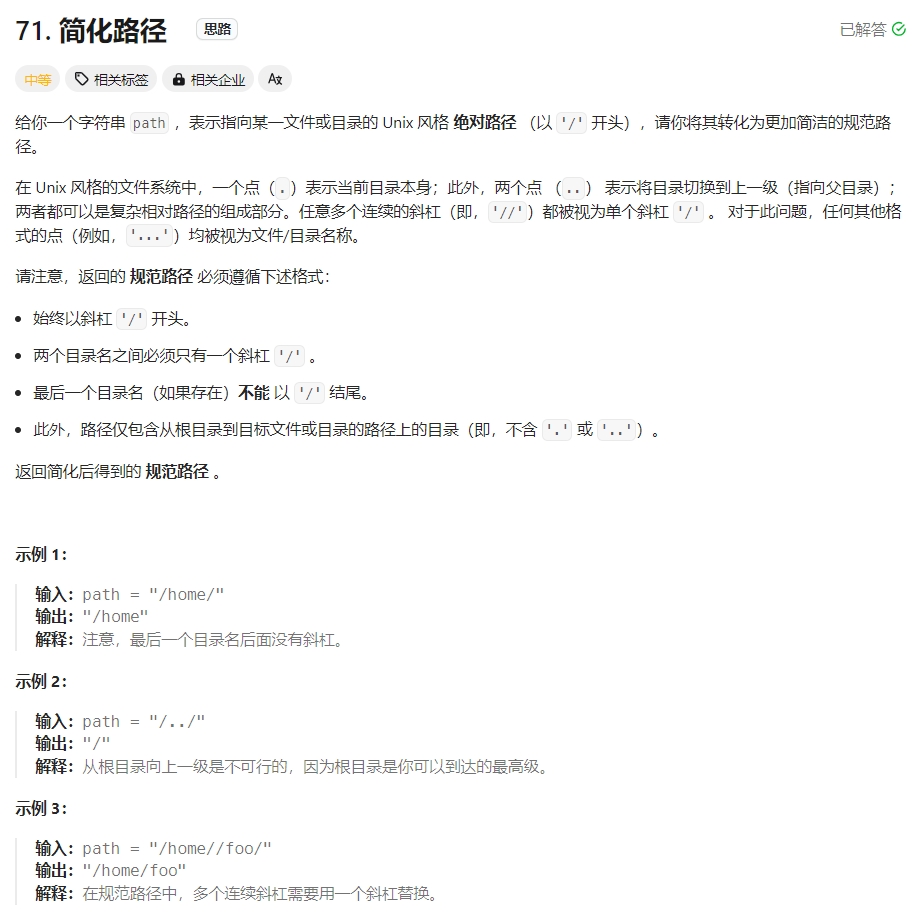 71. 简化路径 思路 已解答
中等 相关标签 相关企业 Ax
给你一个字符串 path ，表示指向某一文件或目录的 Unix 风格 绝对路径 （以 '/' 开头），请你将其转化为更加简洁的规范路
径。
在 Unix 风格的文件系统中，一个点（.）表示当前目录本身；此外，两个点 （..） 表示将目录切换到上一级（指向父目录）；
两者都可以是复杂相对路径的组成部分。任意多个连续的斜杠（即，'//'）都被视为单个斜杠 '/' 。 对于此问题，任何其他格
式的点（例如，'...'）均被视为文件/目录名称。
请注意，返回的 规范路径 必须遵循下述格式：
• 始终以斜杠 '/' 开头。
• 两个目录名之间必须只有一个斜杠 '/' 。
• 最后一个目录名（如果存在）不能 以 '/' 结尾。
• 此外，路径仅包含从根目录到目标文件或目录的路径上的目录（即，不含 '.' 或 '..'）。
返回简化后得到的 规范路径 。
示例 1：
输入：path = "/home/"
输出："/home"
解释：注意，最后一个目录名后面没有斜杠。
示例 2：
输入：path = "/../"
输出："/"
解释：从根目录向上一级是不可行的，因为根目录是你可以到达的最高级。
示例 3：
输入：path = "/home//foo/"
输出："/home/foo"
解释：在规范路径中，多个连续斜杠需要用一个斜杠替换。